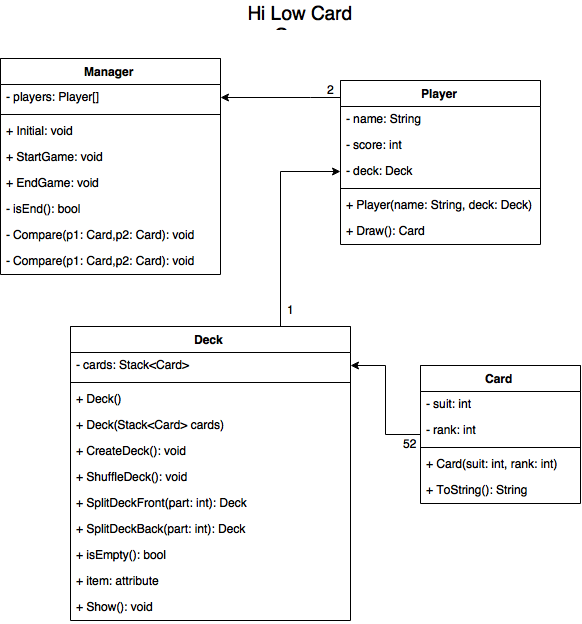 Hi Low Card
Manager
- players: Player[]
+ Initial: void
+ StartGame: void
+ EndGame: void
- isEnd(): bool
- Compare(p1: Card,p2: Card): void
- Compare(p1: Card,p2: Card): void
2
Player
- name: String
- score: int
- deck: Deck
+ Player(name: String, deck: Deck)
+ Draw(): Card
1
Deck
- cards: Stack<Card>
+ Deck()
+ Deck(Stack<Card> cards)
+ CreateDeck(): void
+ ShuffleDeck(): void
+ SplitDeckFront(part: int): Deck
+ SplitDeckBack(part: int): Deck
+ isEmpty(): bool
+ item: attribute
+ Show(): void
52
Card
- suit: int
- rank: int
+ Card(suit: int, rank: int)
+ ToString(): String